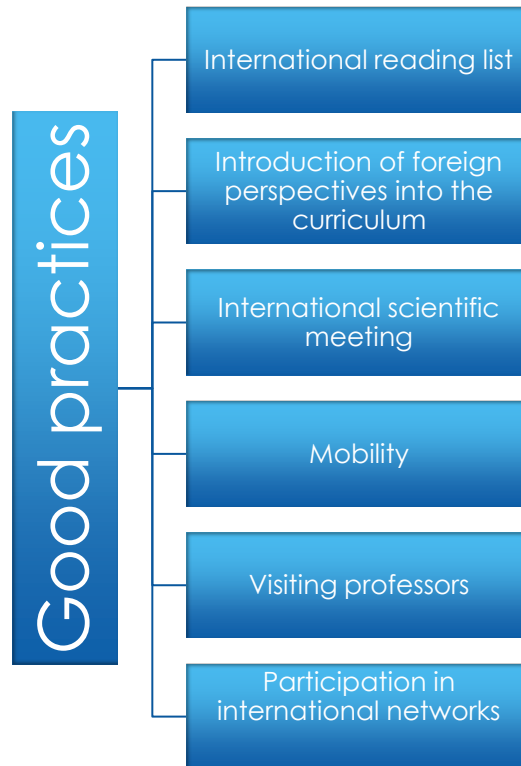 Good practices
International reading list
Introduction of foreign
perspectives into the
curriculum
International scientific
meeting
Mobility
Visiting professors
Participation in
international networks